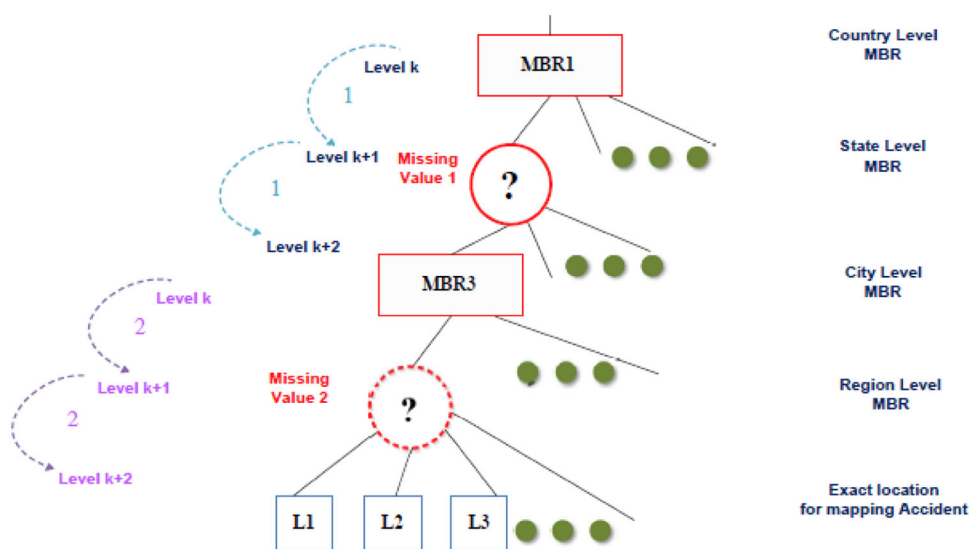 Country Level
MBR
Level k
MBR1
1
Level k+1
Missing
Value 1
?
State Level
MBR
1
Level k+2
MBR3
City Level
MBR
Level k
2
Level k+1
Missing
Value 2
?
Region Level
MBR
2
Level k+2
L1
L2
L3
Exact location
for mapping Accident